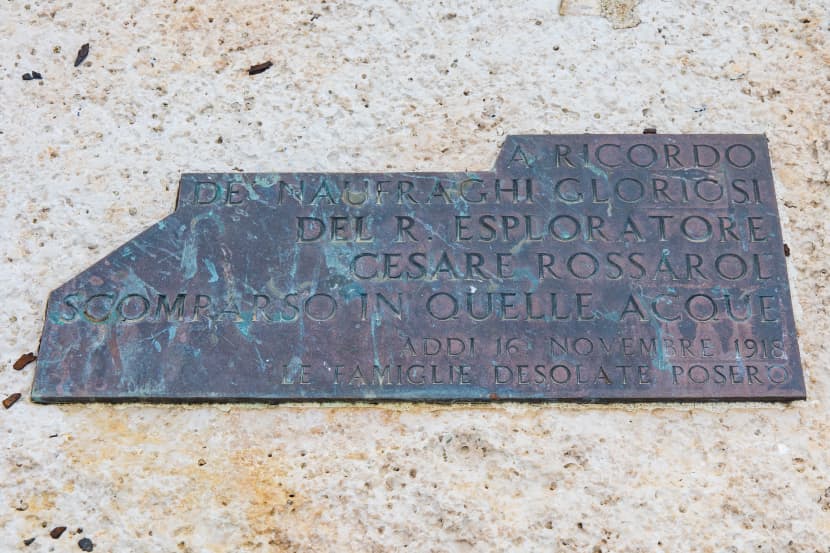 A RICORDO
DE' NAUFRAGHI GLORIOSI
DEL R. ESPLORATORE
CESARE ROSSAROL
SCOMPARSO IN QUELLE ACQUE
ADDI 16 NOVEMBRE 1918
LE FAMIGLIE DESOLATE POSERO